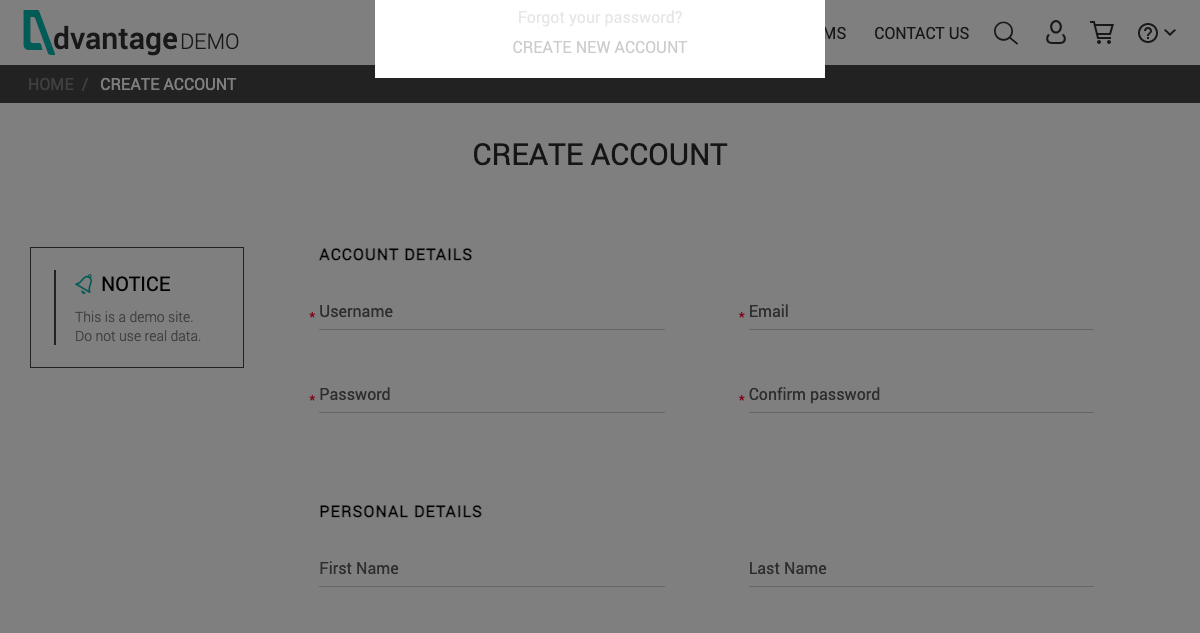 dvantage DEMO
Forgot your password?
CREATE NEW ACCOUNT
MS CONTACT US
HOME / CREATE ACCOUNT
CREATE ACCOUNT
NOTICE
This is a demo site.
Do not use real data.
ACCOUNT DETAILS
* Username * Email
* Password * Confirm password
PERSONAL DETAILS
First Name Last Name